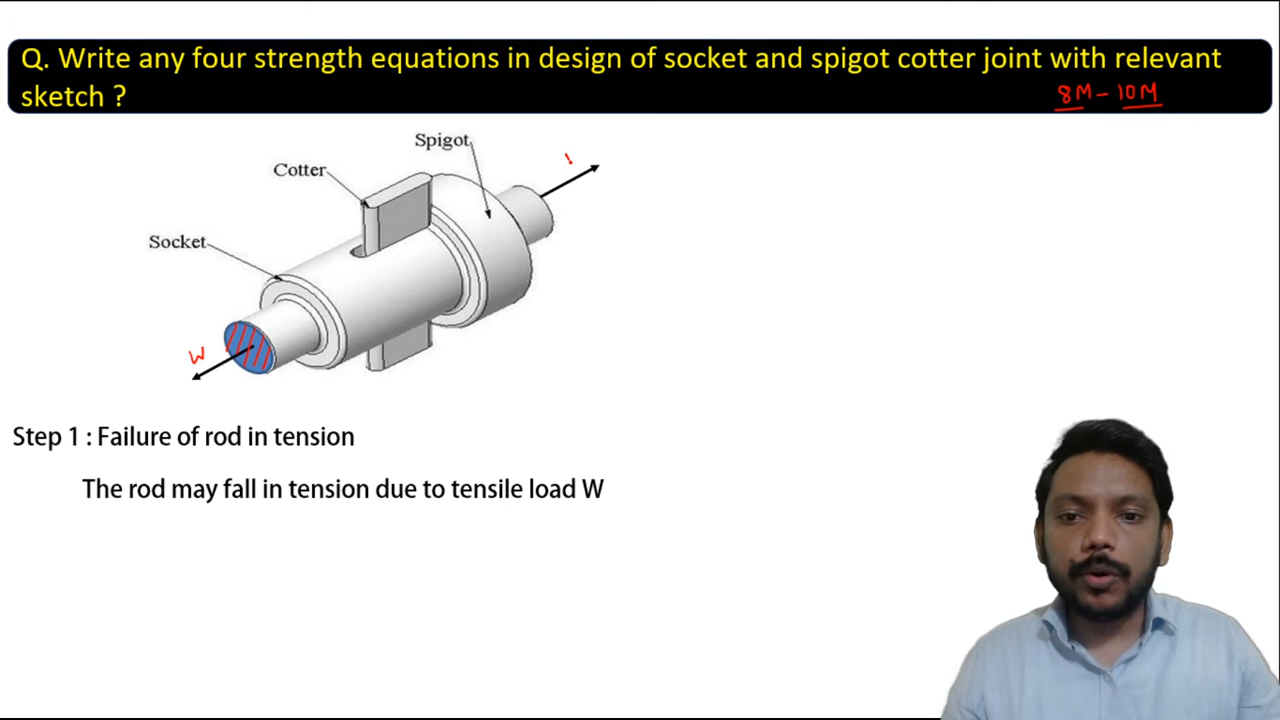 Q. Write any four strength equations in design of socket and spigot cotter joint with relevant
sketch ?
8M - 10M
Spigot
Cotter
Socket
W
Step 1 : Failure of rod in tension
The rod may fall in tension due to tensile load W